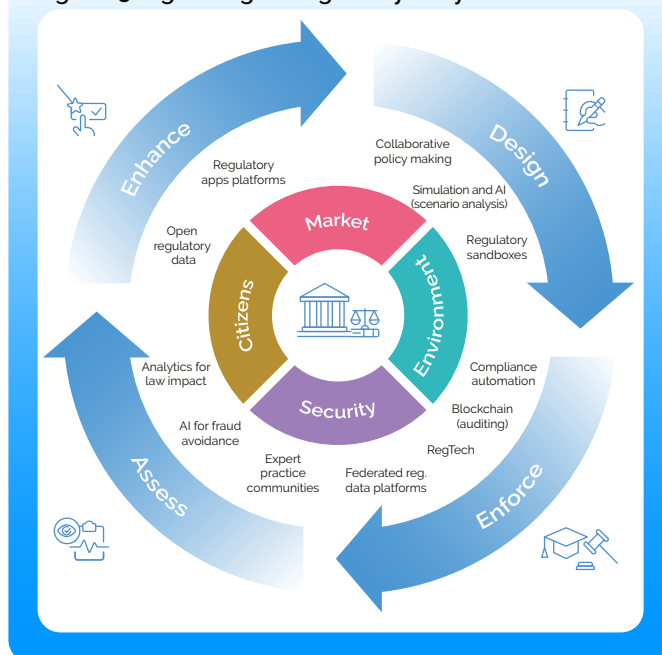 Enhance
Design
Collaborative
policy making
Regulatory
apps platforms
Simulation and AI
(scenario analysis)
Market
Open
regulatory
data
Regulatory
sandboxes
Citizens
Environment
Security
Analytics for
law impact
Compliance
automation
AI for fraud
avoidance
Blockchain
(auditing)
RegTech
Expert
practice
communities
Federated reg.
data platforms
Assess
Enforce